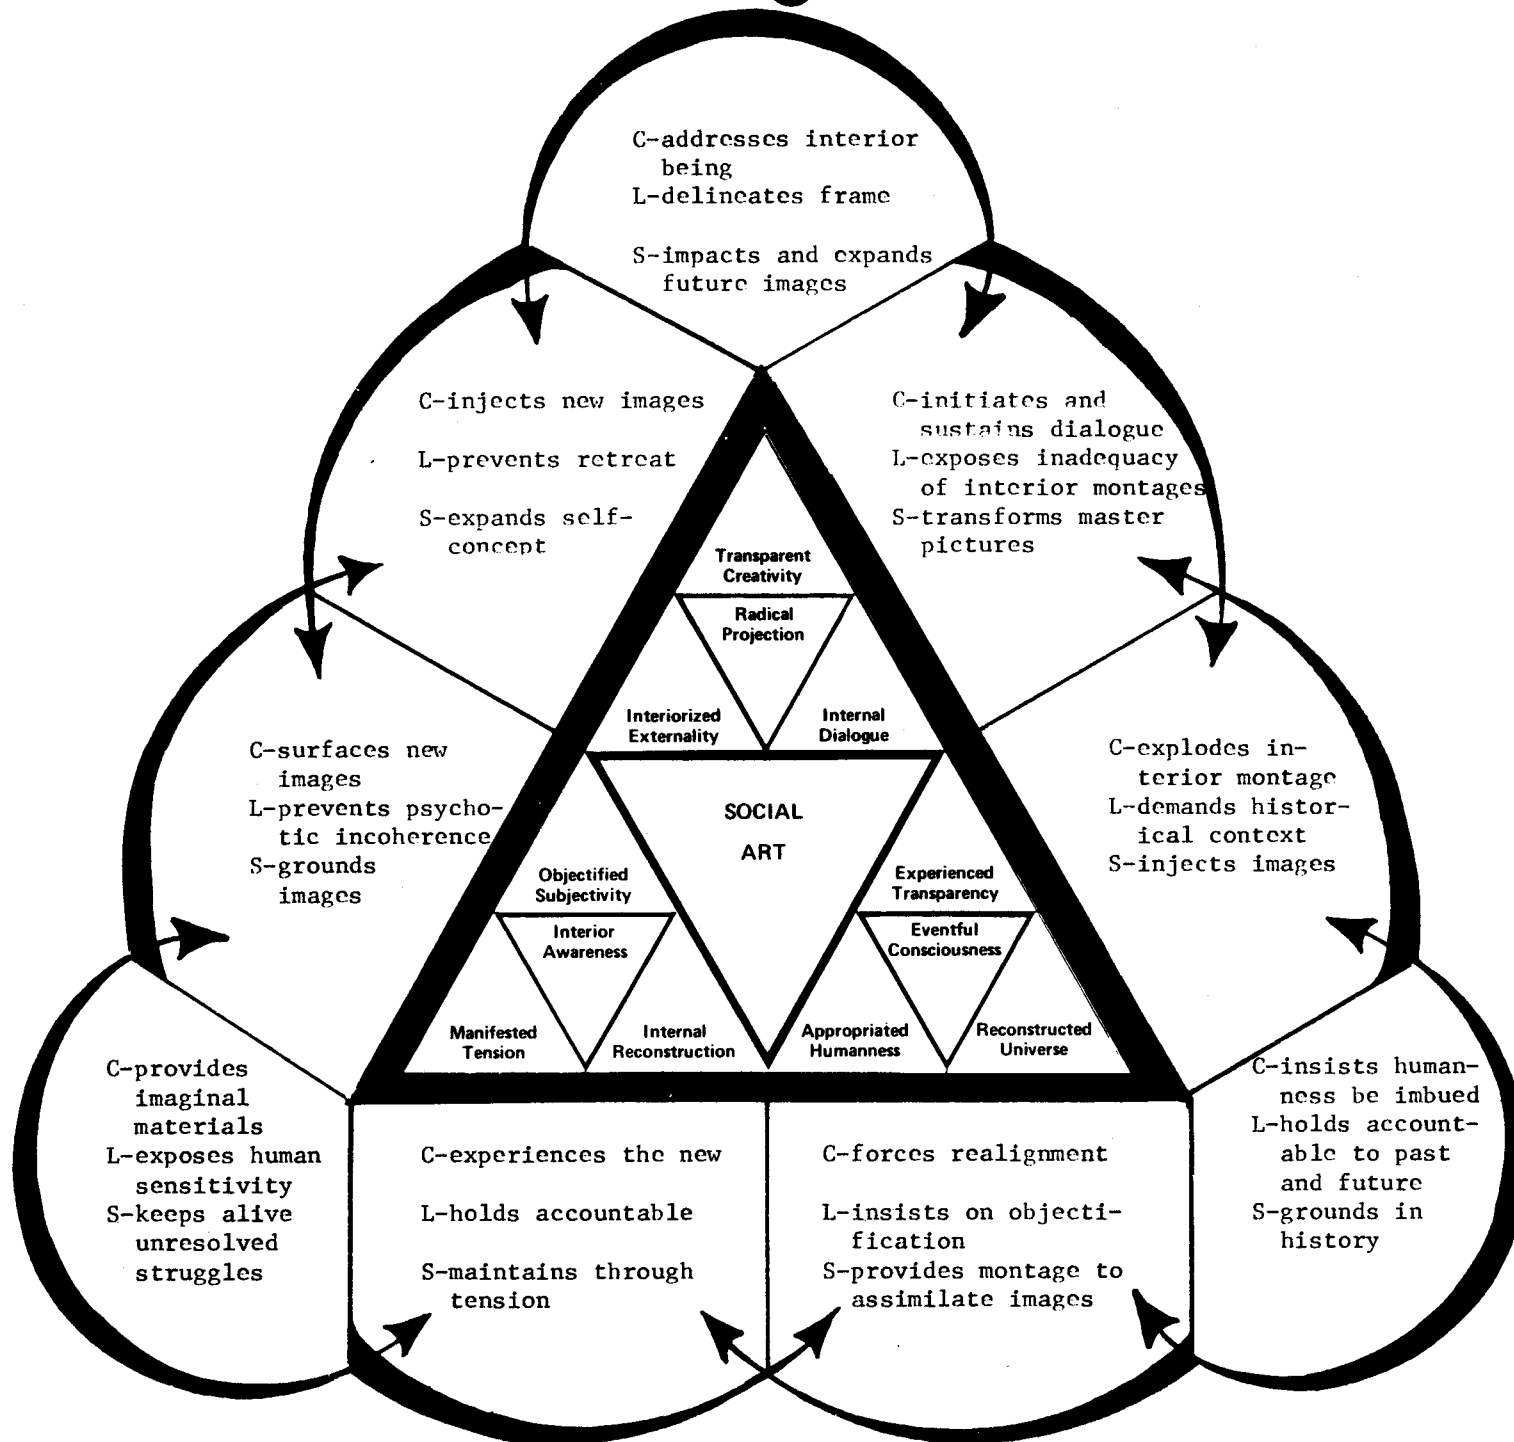 C-addresses interior
being
L-delineates frame
S-impacts and expands
future images
C-injects new images
L-prevents retreat
S-expands self-
concept
C-initiates and
sustains dialogue
L-exposes inadequacy
of interior montages
S-transforms master
pictures
Transparent
Creativity
Radical
Projection
Interiorized
Externality
Internal
Dialogue
C-surfaces new
images
L-prevents psycho-
tic incoherence
S-grounds
images
SOCIAL
ART
C-explodes in-
terior montage
L-demands histor-
ical context
S-injects images
Objectified
Subjectivity
Interior
Awareness
Manifested
Tension
Internal
Reconstruction
Experienced
Transparency
Eventful
Consciousness
Appropriated
Humanness
Reconstructed
Universe
C-provides
imaginal
materials
L-exposes human
sensitivity
S-keeps alive
unresolved
struggles
C-experiences the new
L-holds accountable
S-maintains through
tension
C-forces realignment
L-insists on objecti-
fication
S-provides montage to
assimilate images
C-insists human-
ness be imbued
L-holds account-
able to past
and future
S-grounds in
history